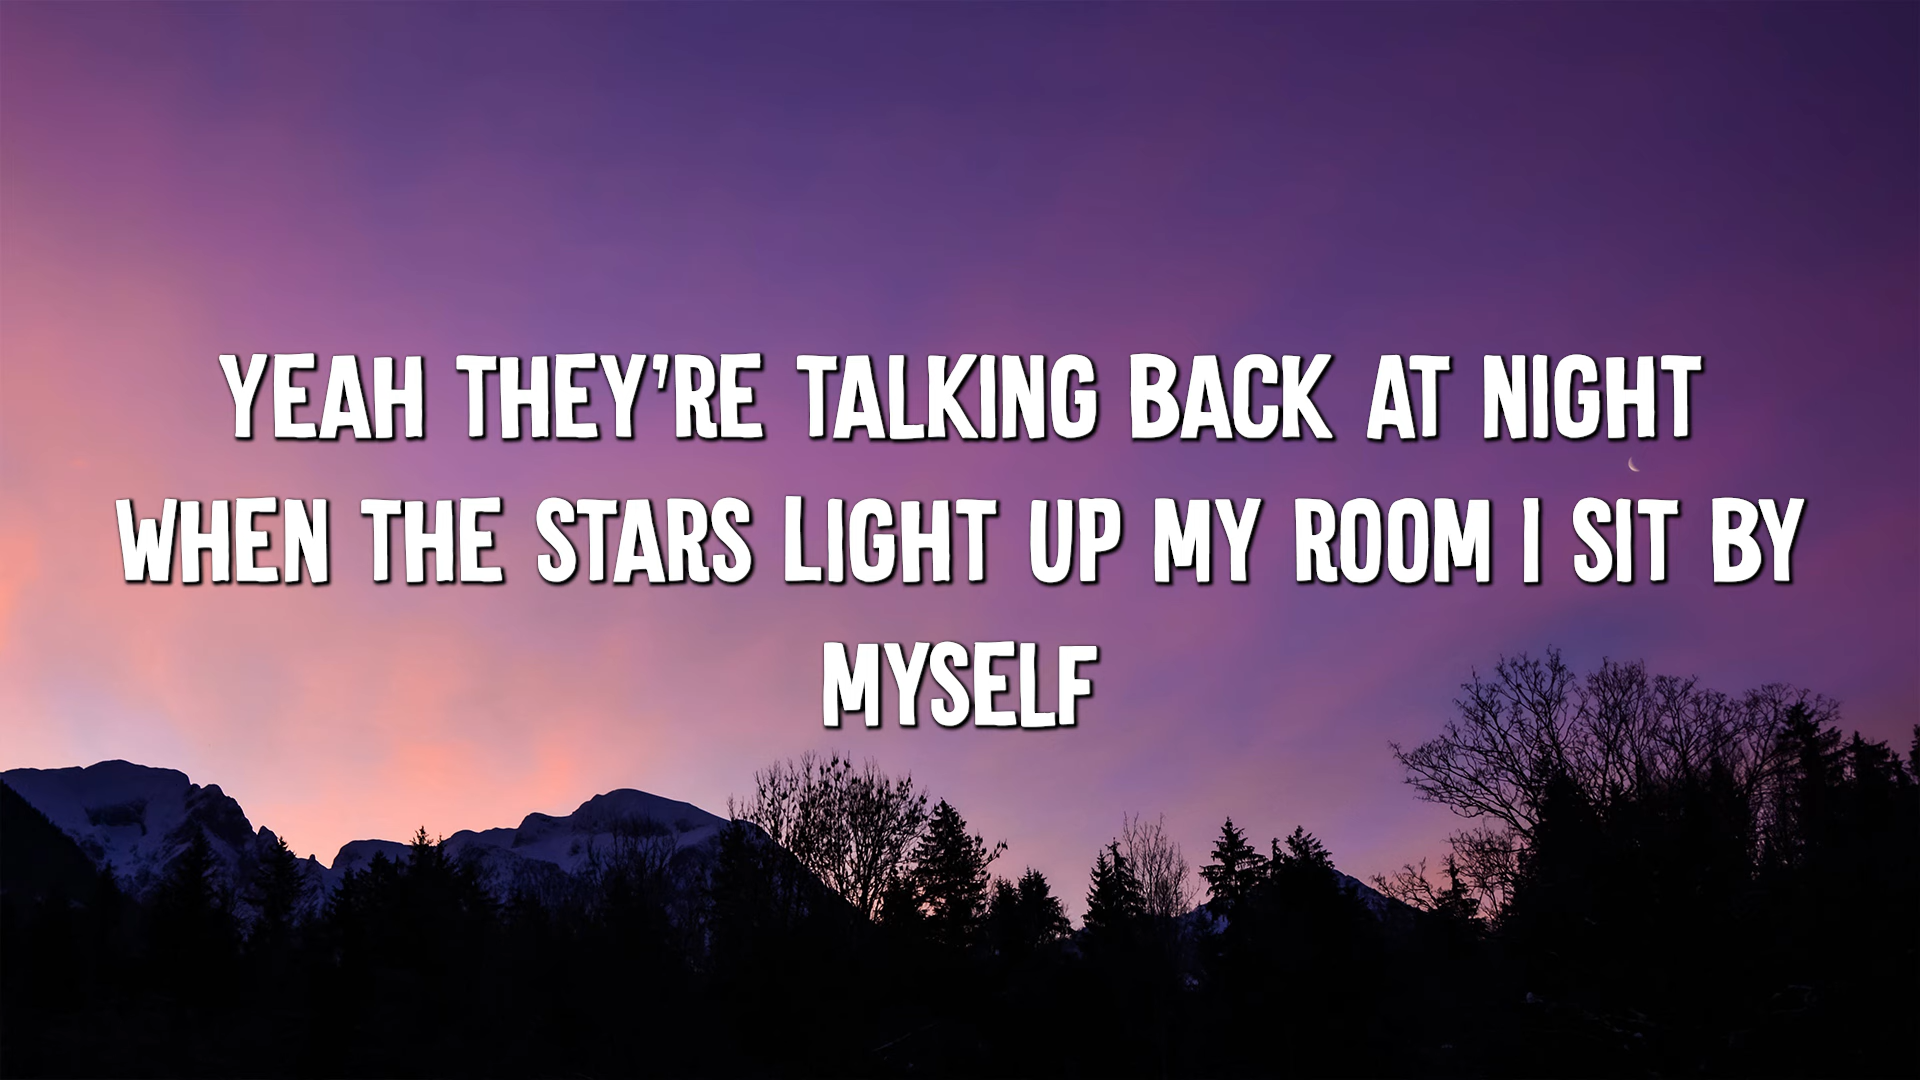 YEAH THEY'RE TALKING BACK AT NIGHT
WHEN THE STARS LIGHT UP MY ROOM I SIT BY
MYSELF